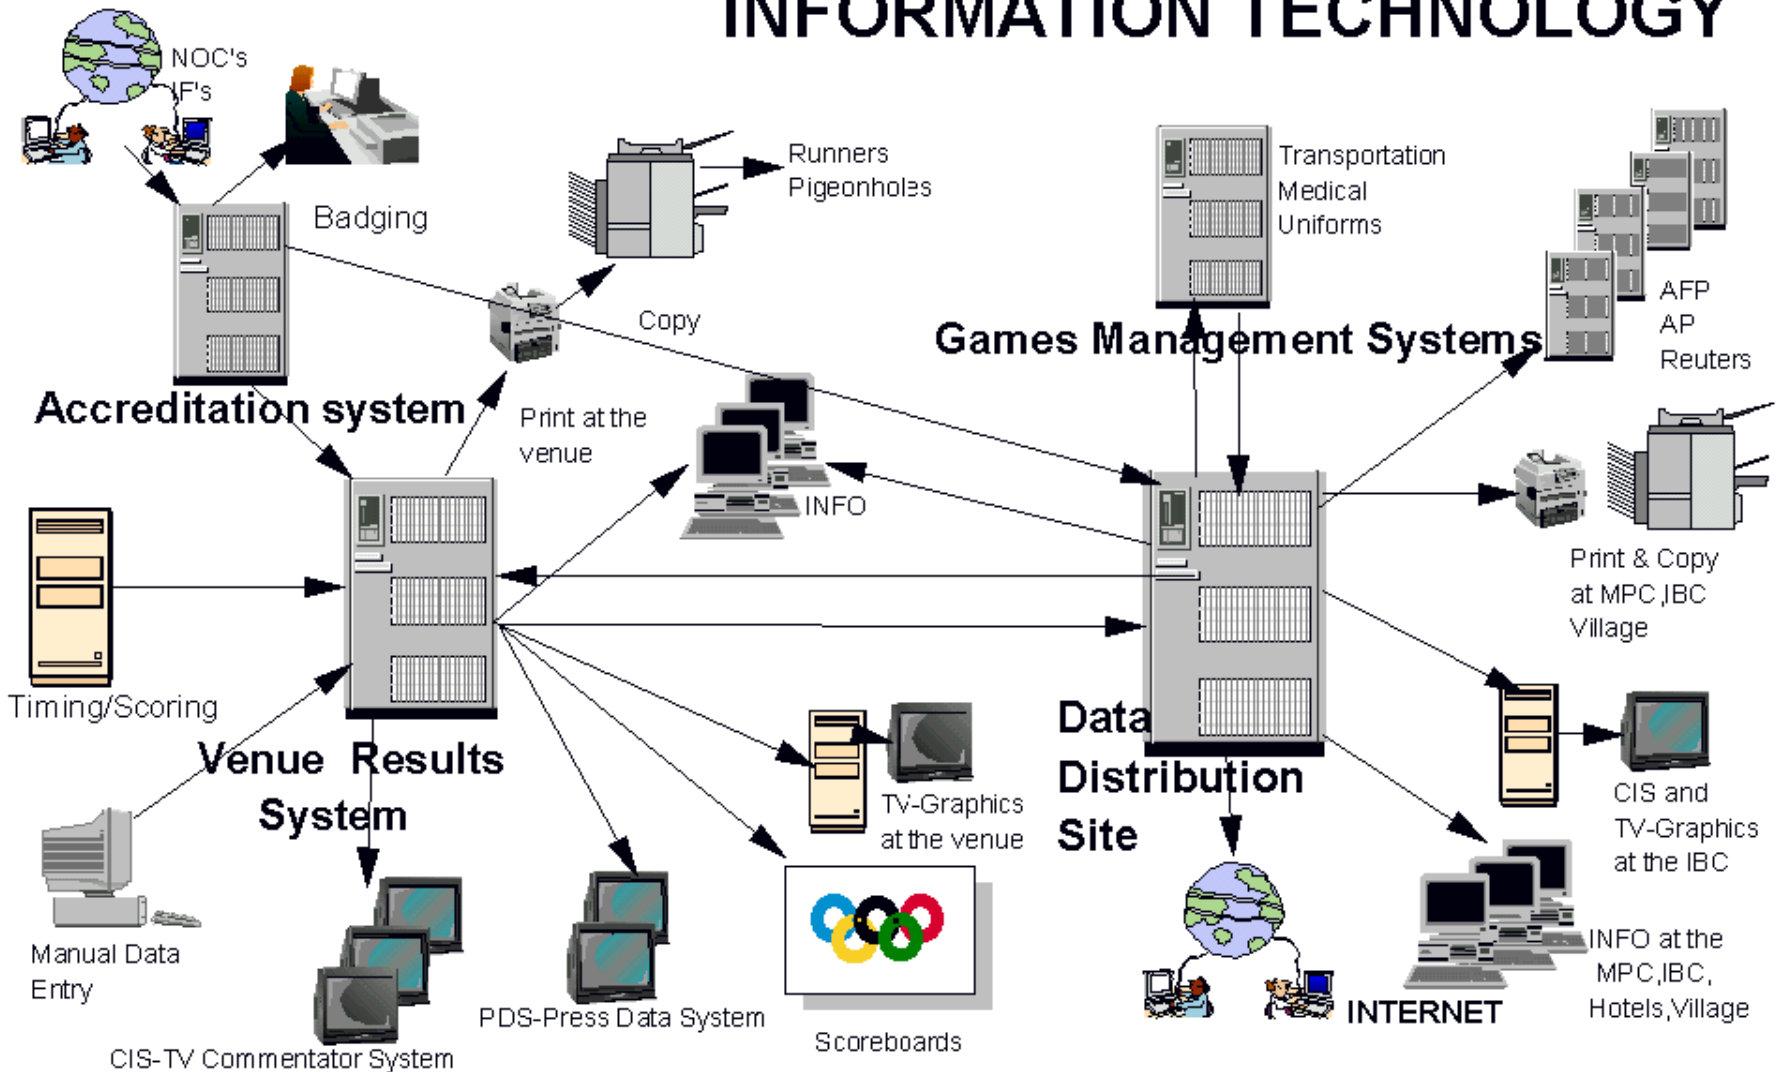 INFORMATION TECHNOLOGY
NOC's
IF's
Badging
Runners
Pigeonholes
Transportation
Medical
Uniforms
Copy
Games Management Systems
AFP
AP
Reuters
Accreditation system
Print at the
venue
INFO
Print & Copy
at MPC,IBC
Village
Timing/Scoring
Venue Results
System
Data
Distribution
Site
TV-Graphics
at the venue
CIS and
TV-Graphics
at the IBC
Manual Data
Entry
INFO at the
MPC,IBC,
Hotels,Village
INTERNET
PDS-Press Data System
Scoreboards
CIS-TV Commentator System